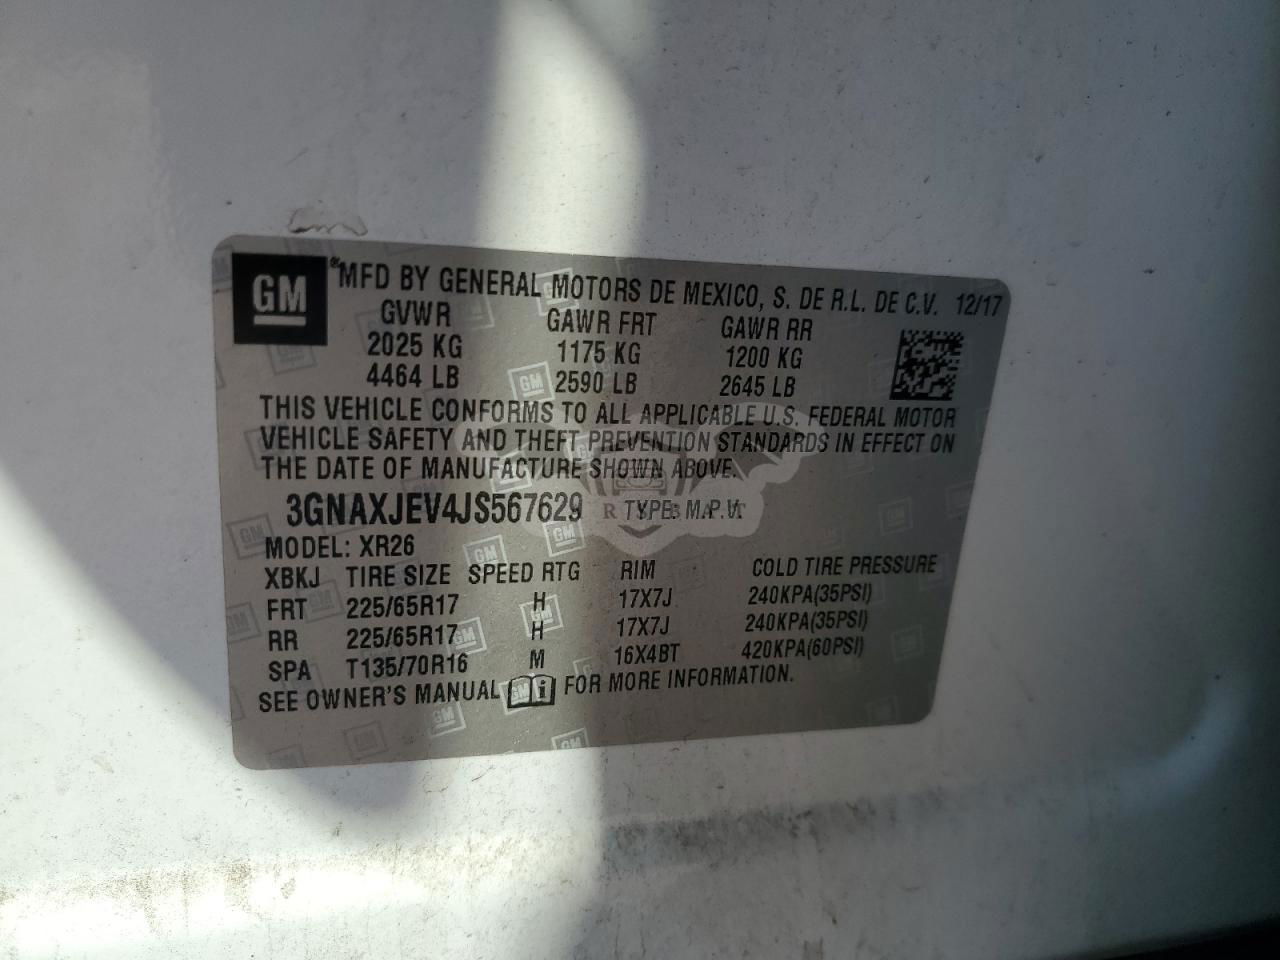 GM ® MFD BY GENERAL MOTORS DE MEXICO, S. DE R.L. DE C.V. 12/17
GVWR GAWR FRT GAWR RR
2025 KG 1175 KG 1200 KG
4464 LB 2590 LB 2645 LB
THIS VEHICLE CONFORMS TO ALL APPLICABLE U.S. FEDERAL MOTOR
VEHICLE SAFETY AND THEFT PREVENTION STANDARDS IN EFFECT ON
THE DATE OF MANUFACTURE SHOWN ABOVE.
3GNAXJEV4JS567629 TYPE: M.P.V.
MODEL: XR26
XBKJ TIRE SIZE SPEED RTG RIM COLD TIRE PRESSURE
FRT 225/65R17 H 17X7J 240KPA(35PSI)
RR 225/65R17 H 17X7J 240KPA(35PSI)
SPA T135/70R16 M 16X4BT 420KPA(60PSI)
SEE OWNER'S MANUAL FOR MORE INFORMATION.